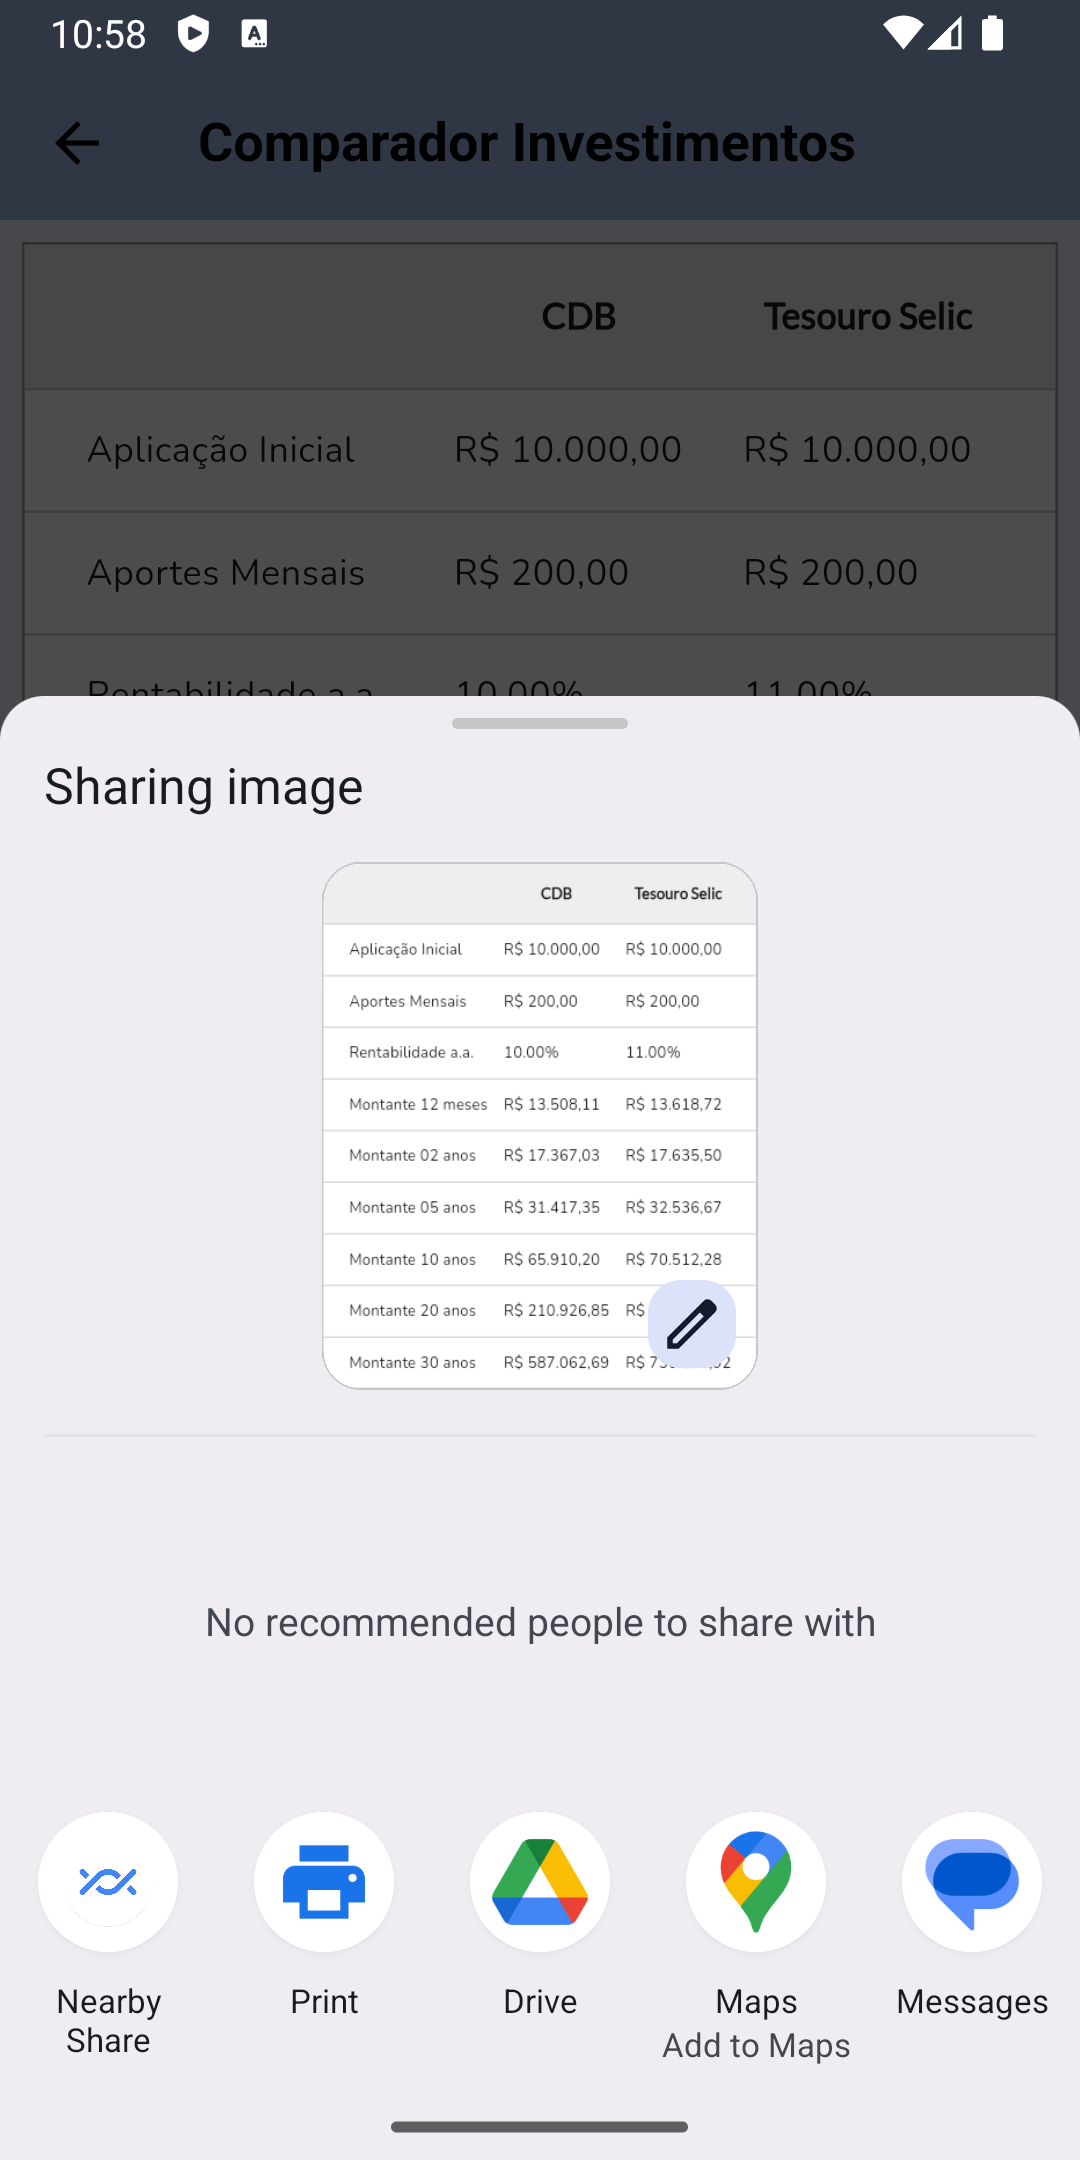 10:58
Comparador Investimentos
CDB Tesouro Selic
Aplicação Inicial R$ 10.000,00 R$ 10.000,00
Aportes Mensais R$ 200,00 R$ 200,00
Rentabilidade a.a. 10.00% 11.00%
Sharing image
CDB Tesouro Selic
Aplicação Inicial R$ 10.000,00 R$ 10.000,00
Aportes Mensais R$ 200,00 R$ 200,00
Rentabilidade a.a. 10.00% 11.00%
Montante 12 meses R$ 13.508,11 R$ 13.618,72
Montante 02 anos R$ 17.367,03 R$ 17.635,50
Montante 05 anos R$ 31.417,35 R$ 32.536,67
Montante 10 anos R$ 65.910,20 R$ 70.512,28
Montante 20 anos R$ 210.926,85 R$
Montante 30 anos R$ 587.062,69 R$
No recommended people to share with
Nearby Share
Print
Drive
Maps
Add to Maps
Messages